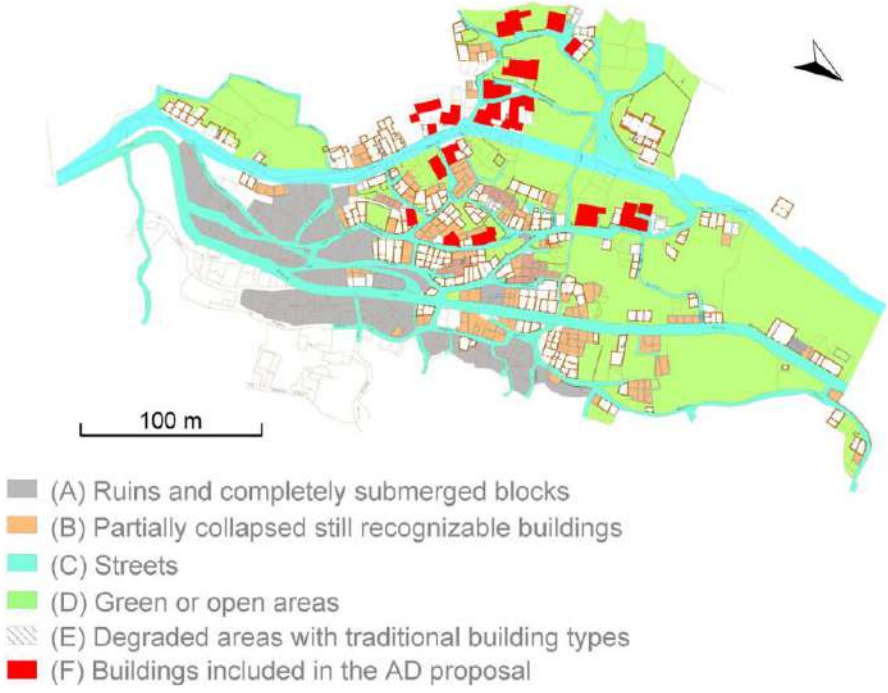 100 m
(A) Ruins and completely submerged blocks
(B) Partially collapsed still recognizable buildings
(C) Streets
(D) Green or open areas
(E) Degraded areas with traditional building types
(F) Buildings included in the AD proposal